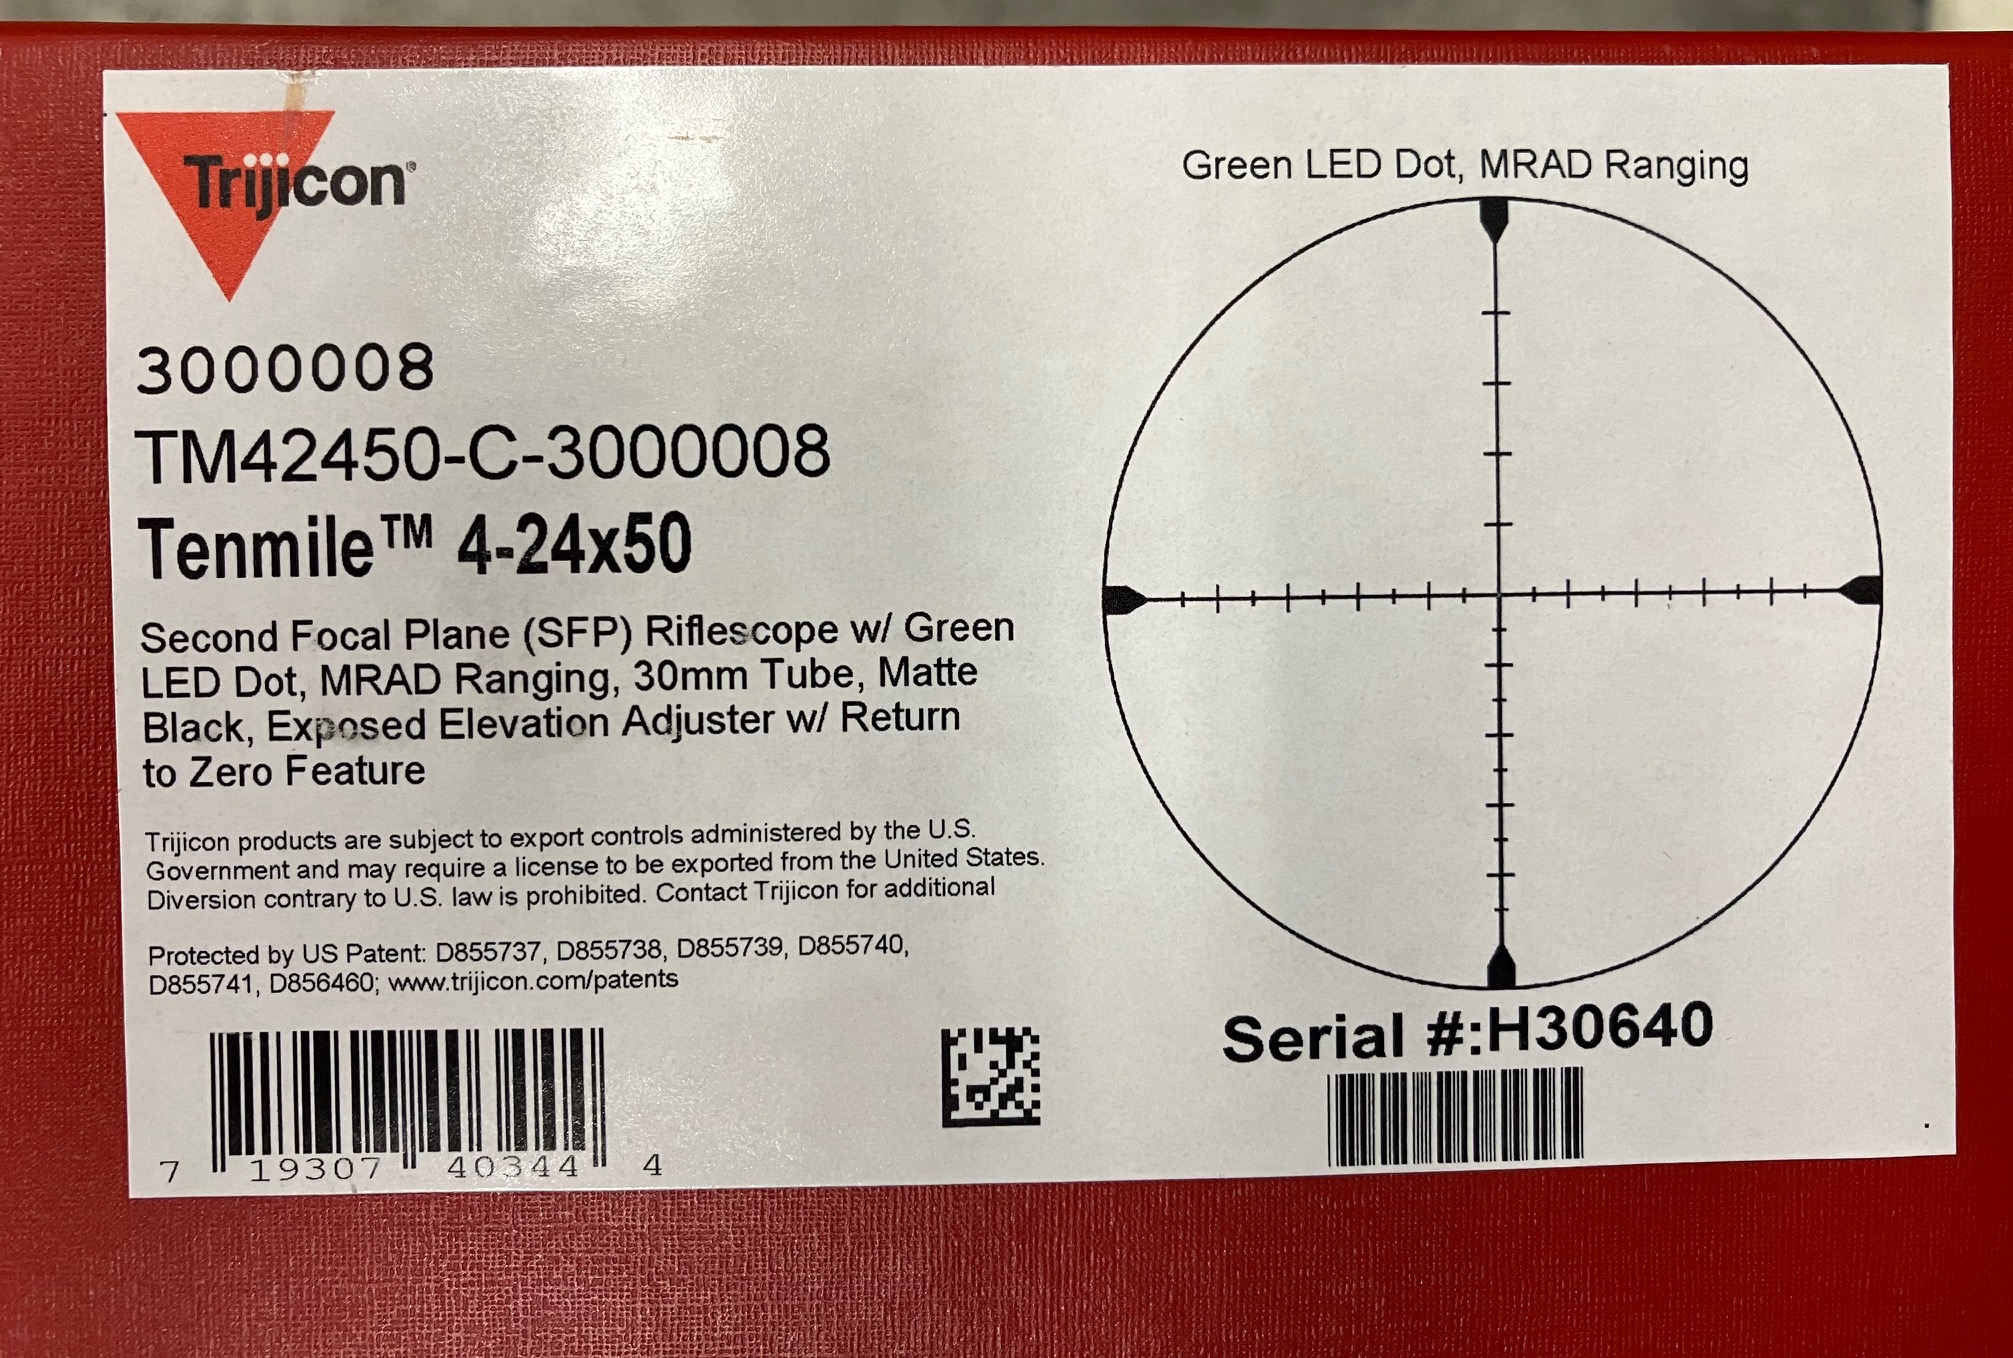 Trijicon®
3000008
TM42450-C-3000008
Tenmile™ 4-24x50
Second Focal Plane (SFP) Riflescope w/ Green
LED Dot, MRAD Ranging, 30mm Tube, Matte
Black, Exposed Elevation Adjuster w/ Return
to Zero Feature
Trijicon products are subject to export controls administered by the U.S.
Government and may require a license to be exported from the United States.
Diversion contrary to U.S. law is prohibited. Contact Trijicon for additional
Protected by US Patent: D855737, D855738, D855739, D855740,
D855741, D856460; www.trijicon.com/patents
7 19307 40344 4
Green LED Dot, MRAD Ranging
Serial #:H30640